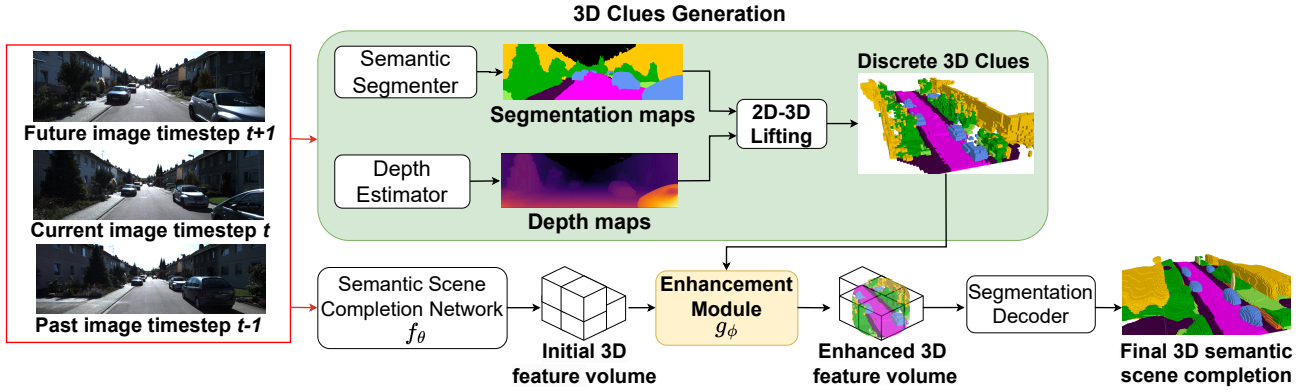 3D Clues Generation
Future image timestep t+1
Current image timestep t
Past image timestep t-1
Semantic
Segmenter
Segmentation maps
Depth
Estimator
Depth maps
2D-3D
Lifting
Discrete 3D Clues
Semantic Scene
Completion Network
f_θ
Initial 3D
feature volume
Enhancement
Module
g_ϕ
Enhanced 3D
feature volume
Segmentation
Decoder
Final 3D semantic
scene completion